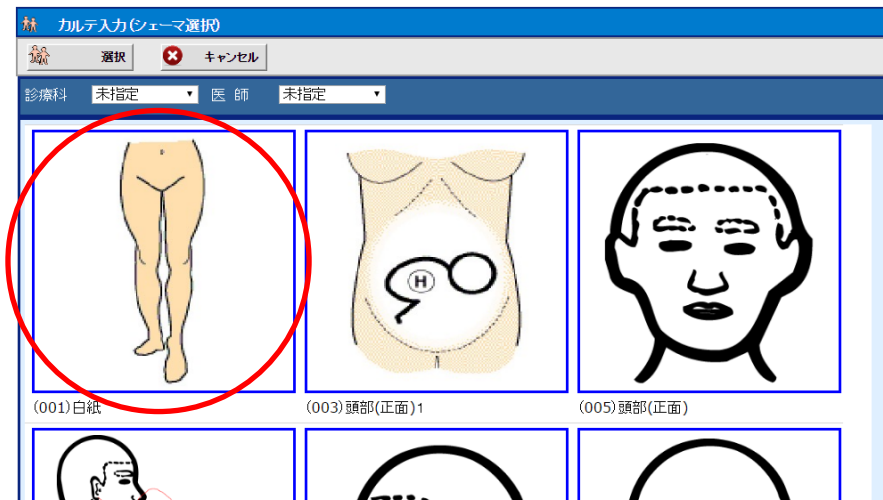 カルテ入力(シェーマ選択)
選択 キャンセル
診療科 未指定 医 師 未指定
H
(001)白紙 (003)頭部(正面)1 (005)頭部(正面)